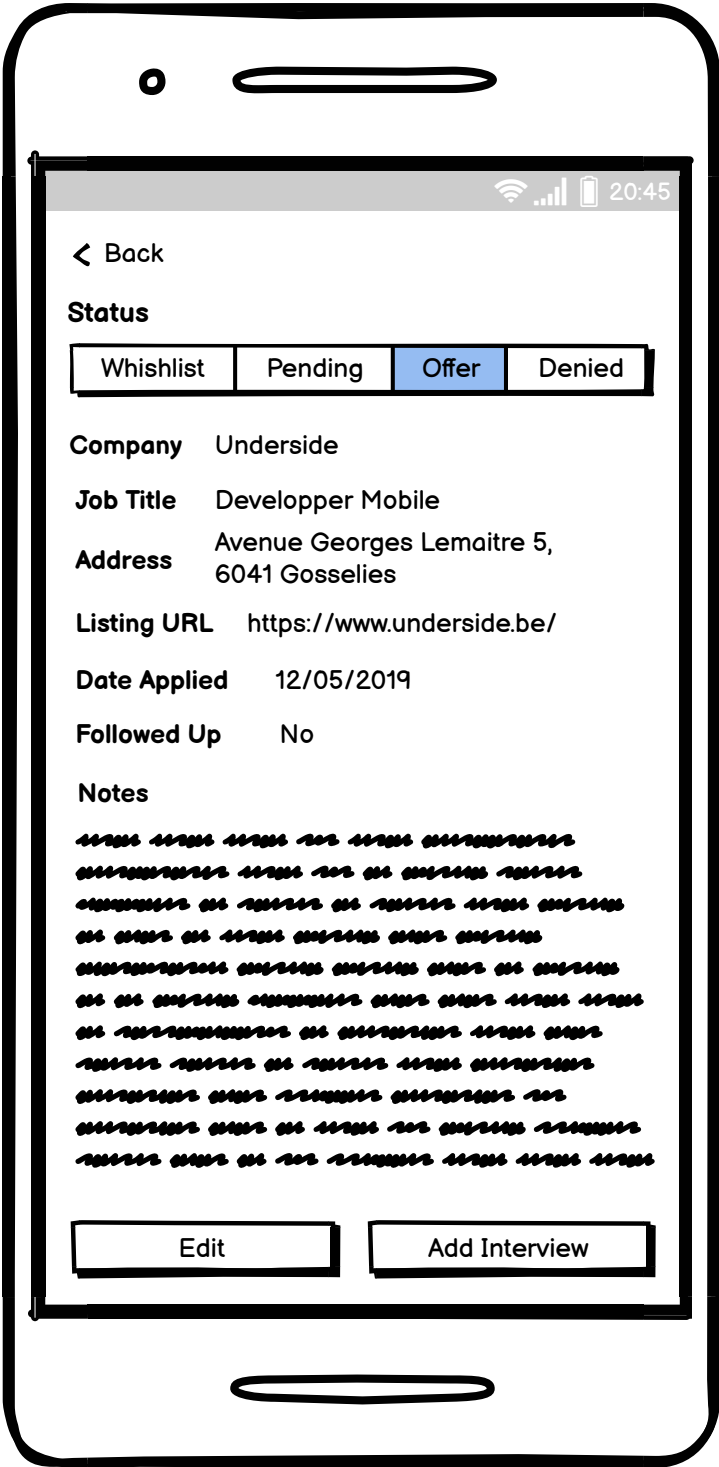 20:45
Back
Status
Whishlist Pending Offer Denied
Company Underside
Job Title Developper Mobile
Address Avenue Georges Lemaitre 5,
6041 Gosselies
Listing URL https://www.underside.be/
Date Applied 12/05/2019
Followed Up No
Notes
Edit Add Interview